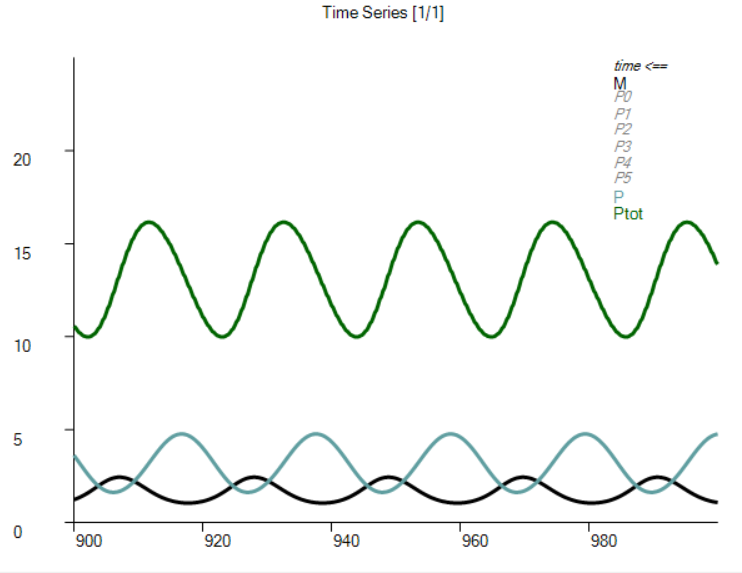 Time Series [1/1]
time <==
M
P0
P1
P2
P3
P4
P5
P
Ptot
20
15
10
5
0
900 920 940 960 980